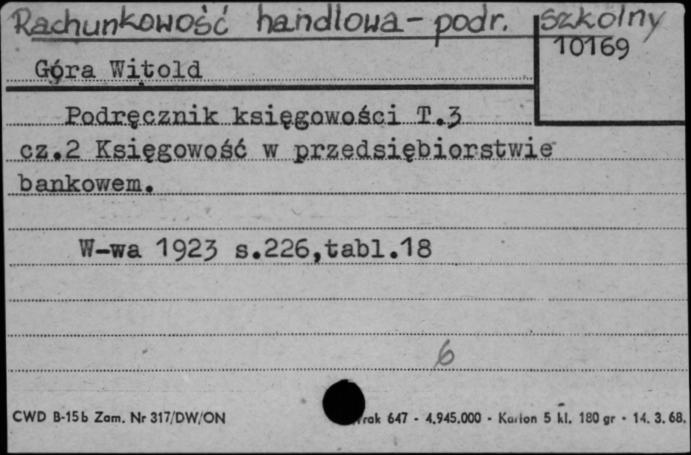 Rachunkowość handlowa - podr. szkolny
10169
Góra Witold
Podręcznik księgowości T.3
cz.2 Księgowość w przedsiębiorstwie
bankowem.
W-wa 1923 s.226,tabl.18
6
CWD B-15b Zam. Nr 317/DW/ON 647 - 4.945.000 - Karton 5 kl. 180 gr - 14. 3. 68.